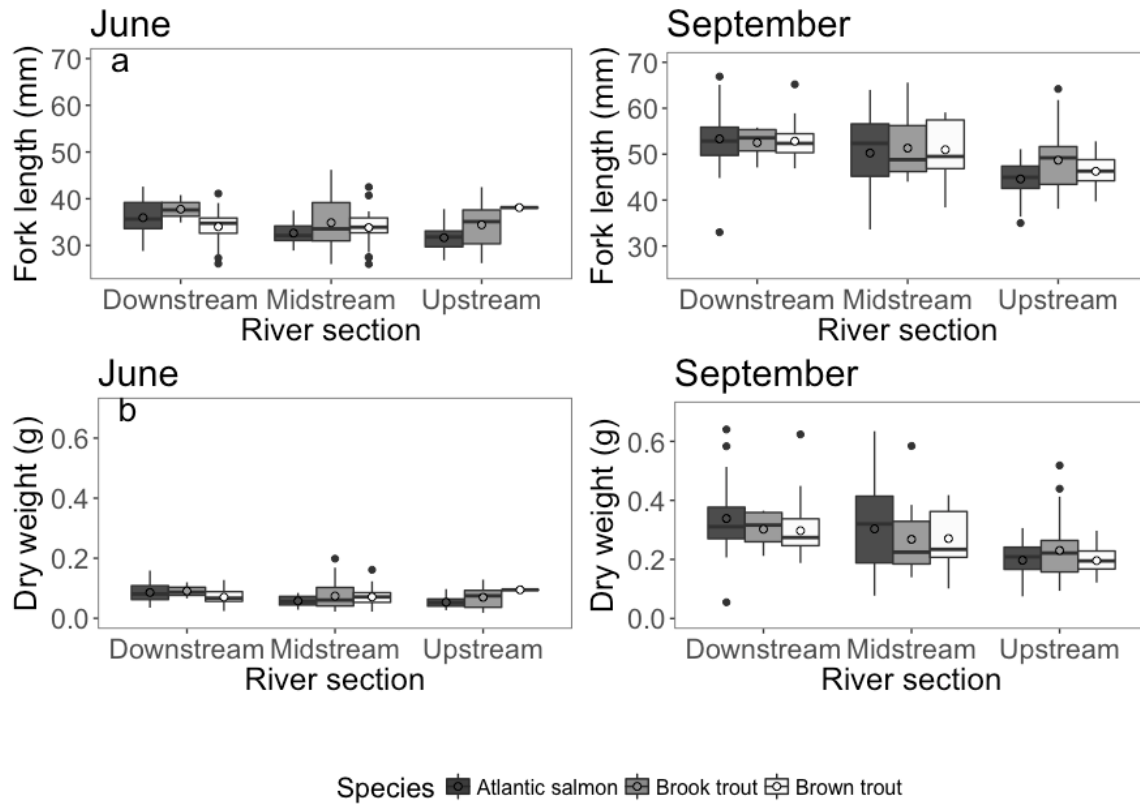 June
September
a
Fork length (mm)
70
60
50
40
30
Downstream Midstream Upstream
River section
Fork length (mm)
70
60
50
40
30
Downstream Midstream Upstream
River section
June
September
b
Dry weight (g)
0.6
0.4
0.2
0.0
Downstream Midstream Upstream
River section
Dry weight (g)
0.6
0.4
0.2
0.0
Downstream Midstream Upstream
River section
Species Atlantic salmon Brook trout Brown trout